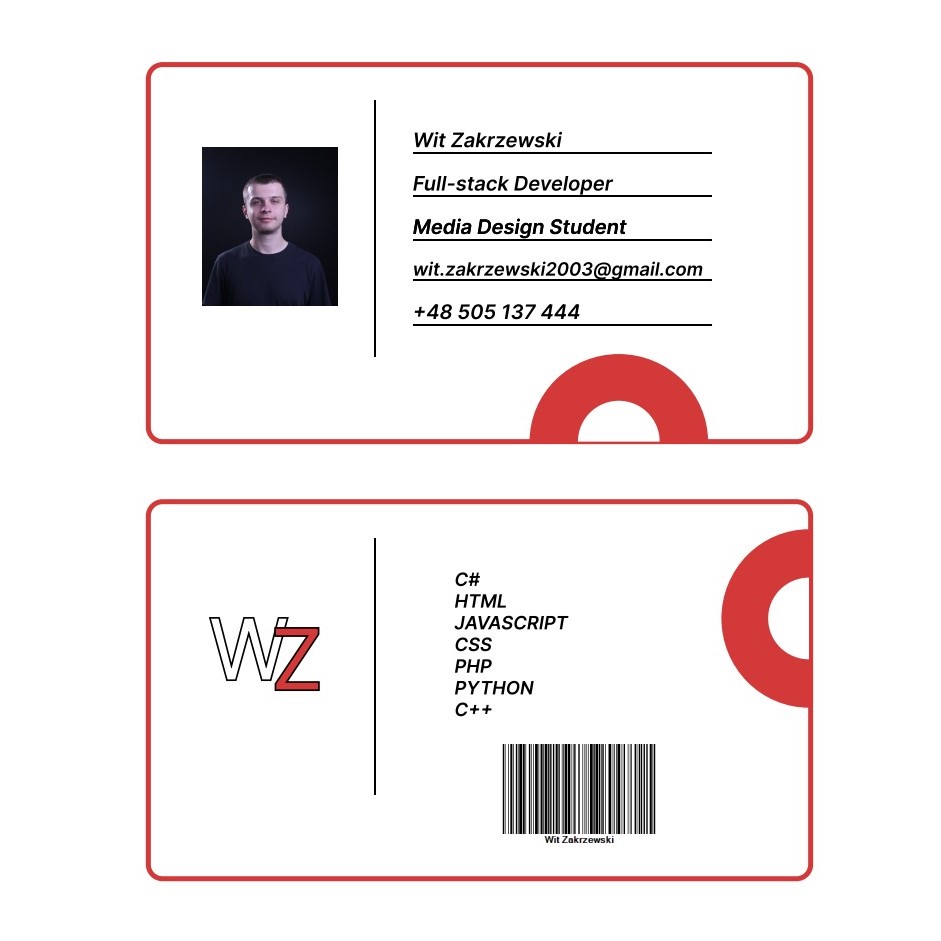 Wit Zakrzewski
Full-stack Developer
Media Design Student
wit.zakrzewski2003@gmail.com
+48 505 137 444
WZ
C#
HTML
JAVASCRIPT
CSS
PHP
PYTHON
C++
Wit Zakrzewski